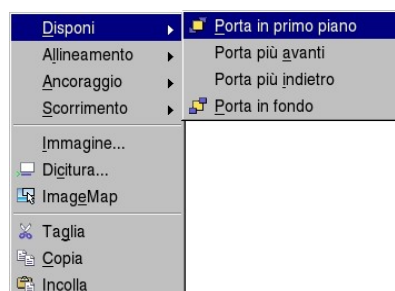 Disponi
Allineamento
Ancoraggio
Scorrimento
Immagine...
Dicitura...
ImageMap
Taglia
Copia
Incolla
Porta in primo piano
Porta più avanti
Porta più indietro
Porta in fondo